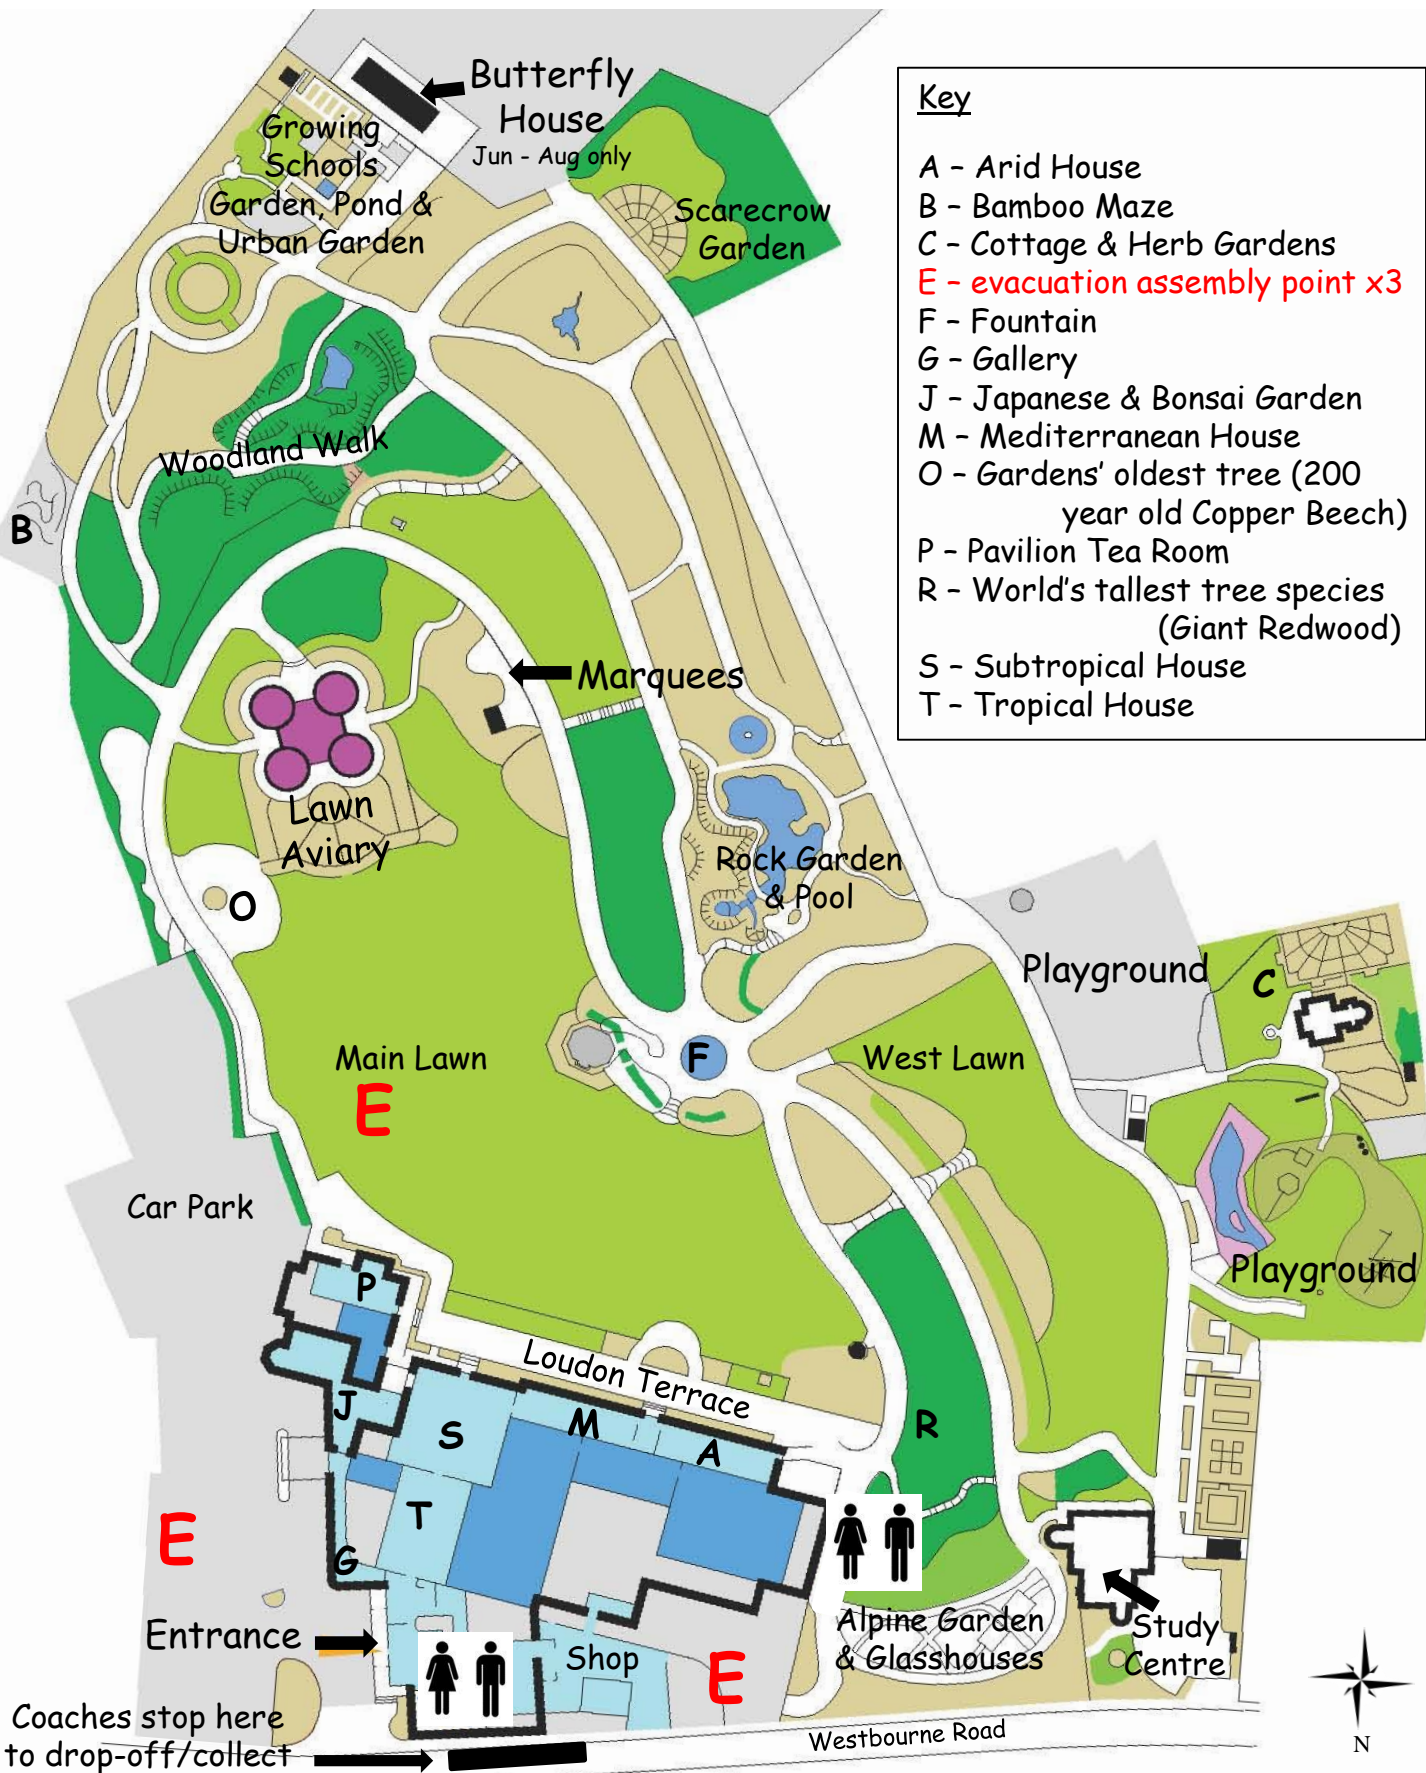 Butterfly
House
Jun - Aug only
Growing
Schools
Garden, Pond &
Urban Garden
Scarecrow
Garden
Key
A – Arid House
B – Bamboo Maze
C – Cottage & Herb Gardens
E – evacuation assembly point x3
F – Fountain
G – Gallery
J – Japanese & Bonsai Garden
M – Mediterranean House
O – Gardens' oldest tree (200
year old Copper Beech)
P – Pavilion Tea Room
R – World's tallest tree species
(Giant Redwood)
S – Subtropical House
T – Tropical House
Woodland Walk
B
Marquees
Lawn
Aviary
O
Rock Garden
& Pool
Playground
C
Main Lawn
E
F
West Lawn
Car Park
Playground
P
Loudon Terrace
J
S
M
A
R
T
G
E
Entrance
Shop
E
Alpine Garden
& Glasshouses
Study
Centre
Coaches stop here
to drop-off/collect
Westbourne Road
N